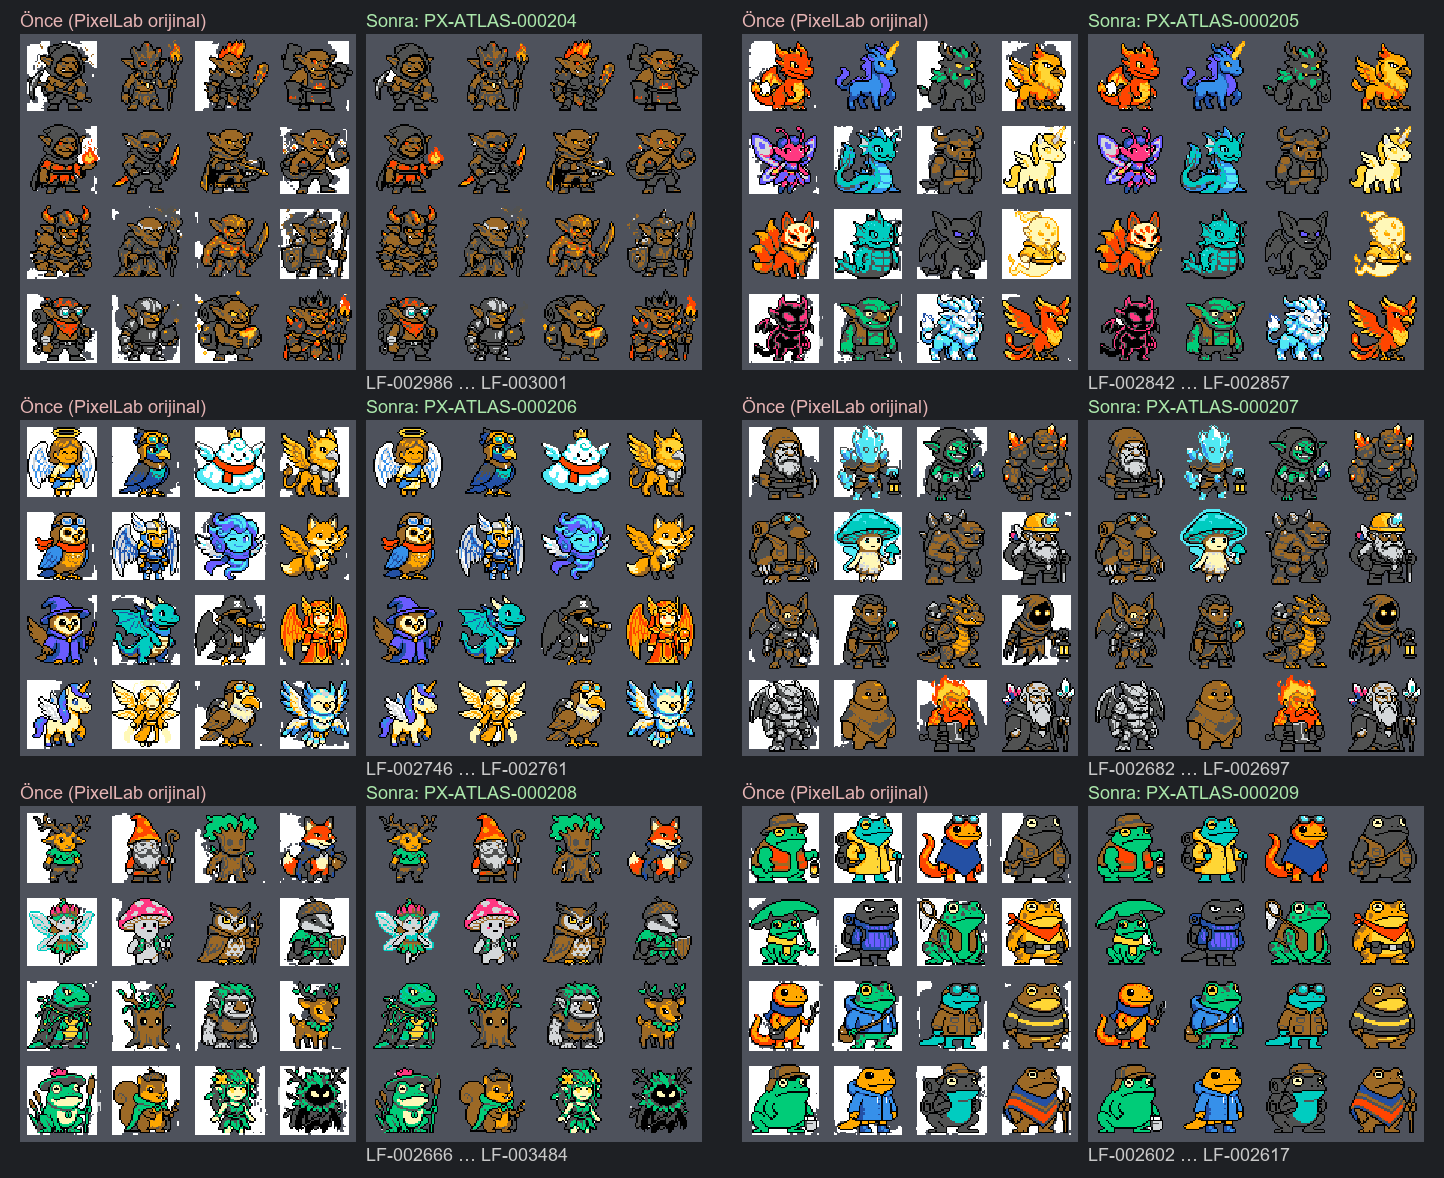 Önce (PixelLab orijinal)
Sonra: PX-ATLAS-000204
LF-002986 … LF-003001
Önce (PixelLab orijinal)
Sonra: PX-ATLAS-000205
LF-002842 … LF-002857
Önce (PixelLab orijinal)
Sonra: PX-ATLAS-000206
LF-002746 … LF-002761
Önce (PixelLab orijinal)
Sonra: PX-ATLAS-000207
LF-002682 … LF-002697
Önce (PixelLab orijinal)
Sonra: PX-ATLAS-000208
LF-002666 … LF-003484
Önce (PixelLab orijinal)
Sonra: PX-ATLAS-000209
LF-002602 … LF-002617